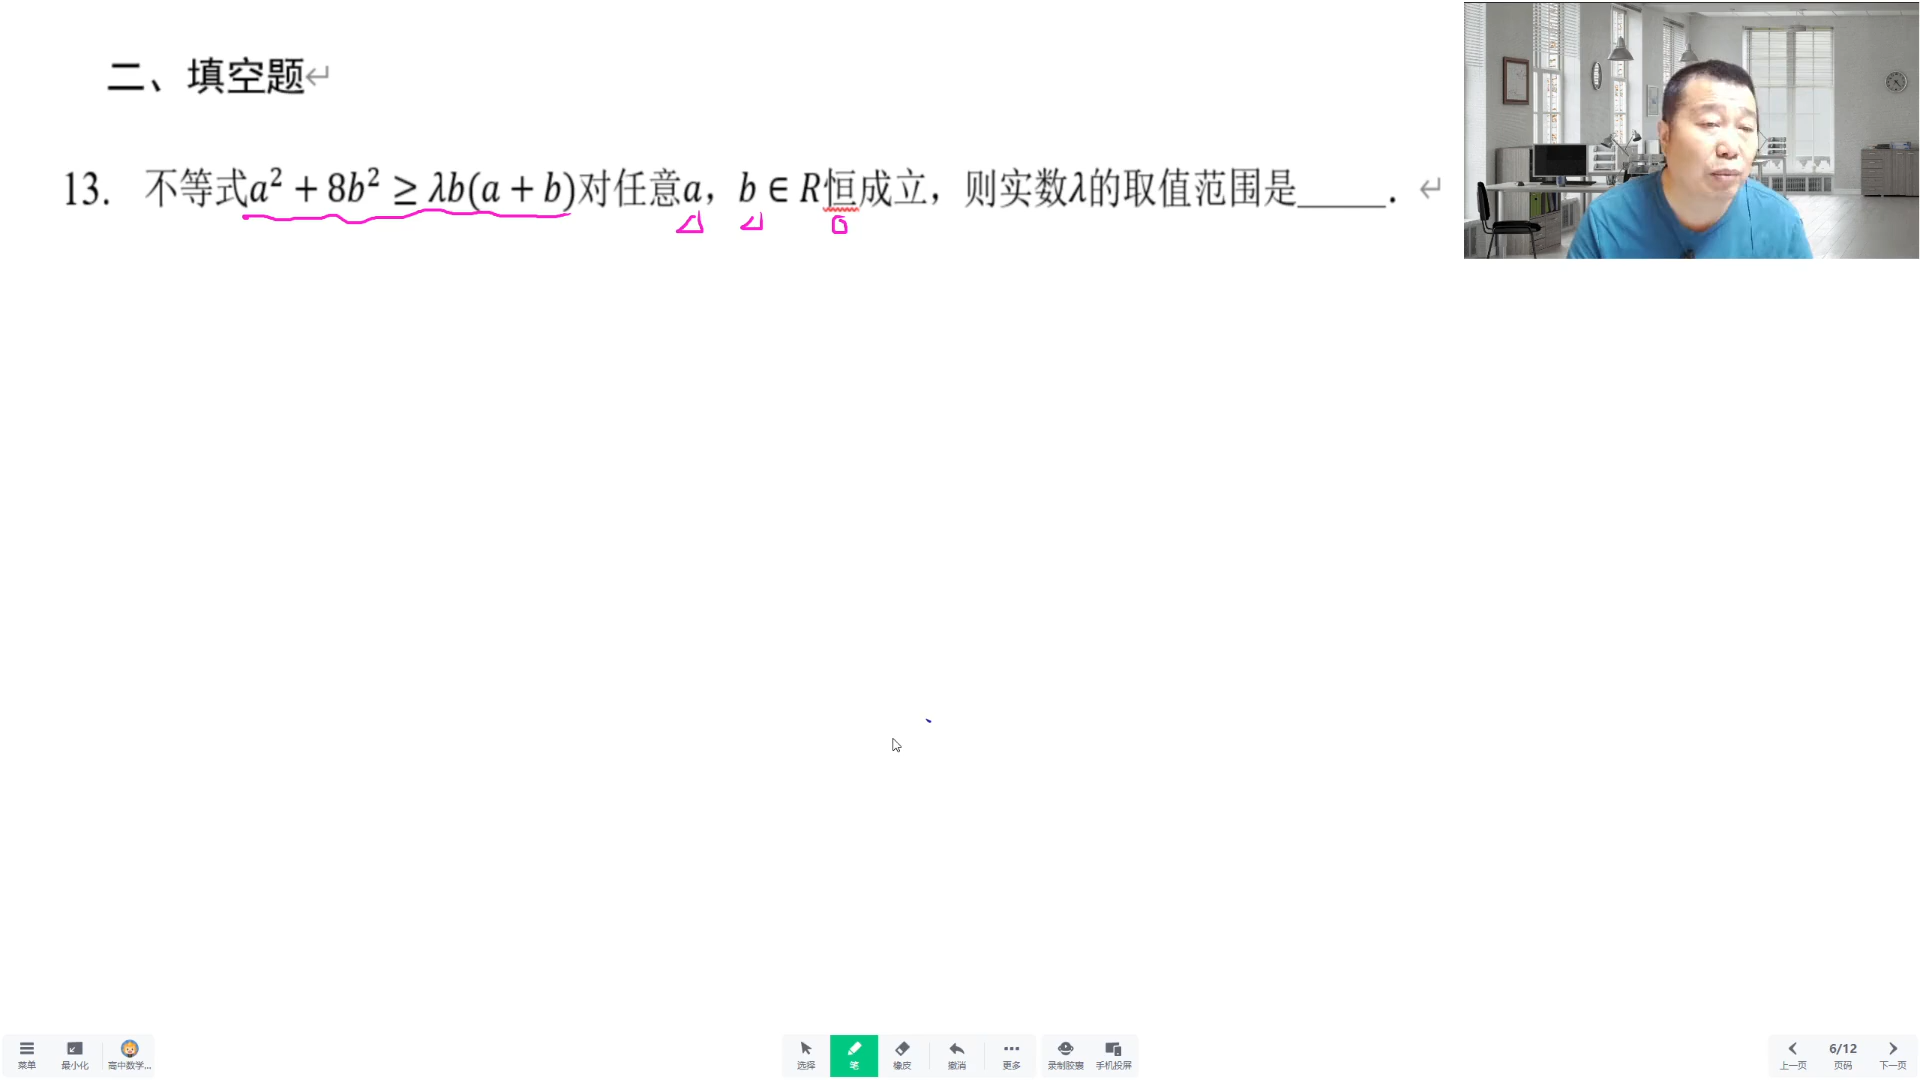 二、填空题↵
13. 不等式a² + 8b² ≥ λb(a + b)对任意a，b ∈ R恒成立，则实数λ的取值范围是_____. ↵
菜单 最小化 高中数学... 选择 笔 橡皮 撤消 更多 录制胶囊 手机投屏 上一页 6/12 页码 下一页